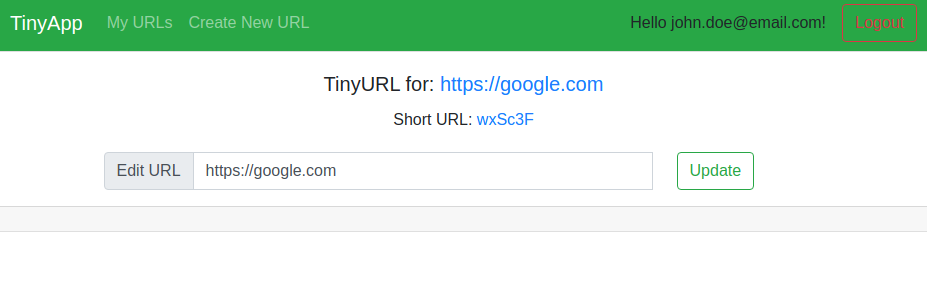 TinyApp My URLs Create New URL Hello john.doe@email.com! Logout
TinyURL for: https://google.com
Short URL: wxSc3F
Edit URL https://google.com Update